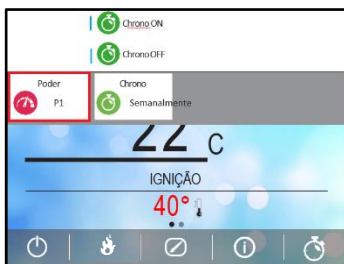 Chrono ON
Chrono OFF
Poder
P1
Chrono
Semanalmente
22 C
IGNIÇÃO
40°